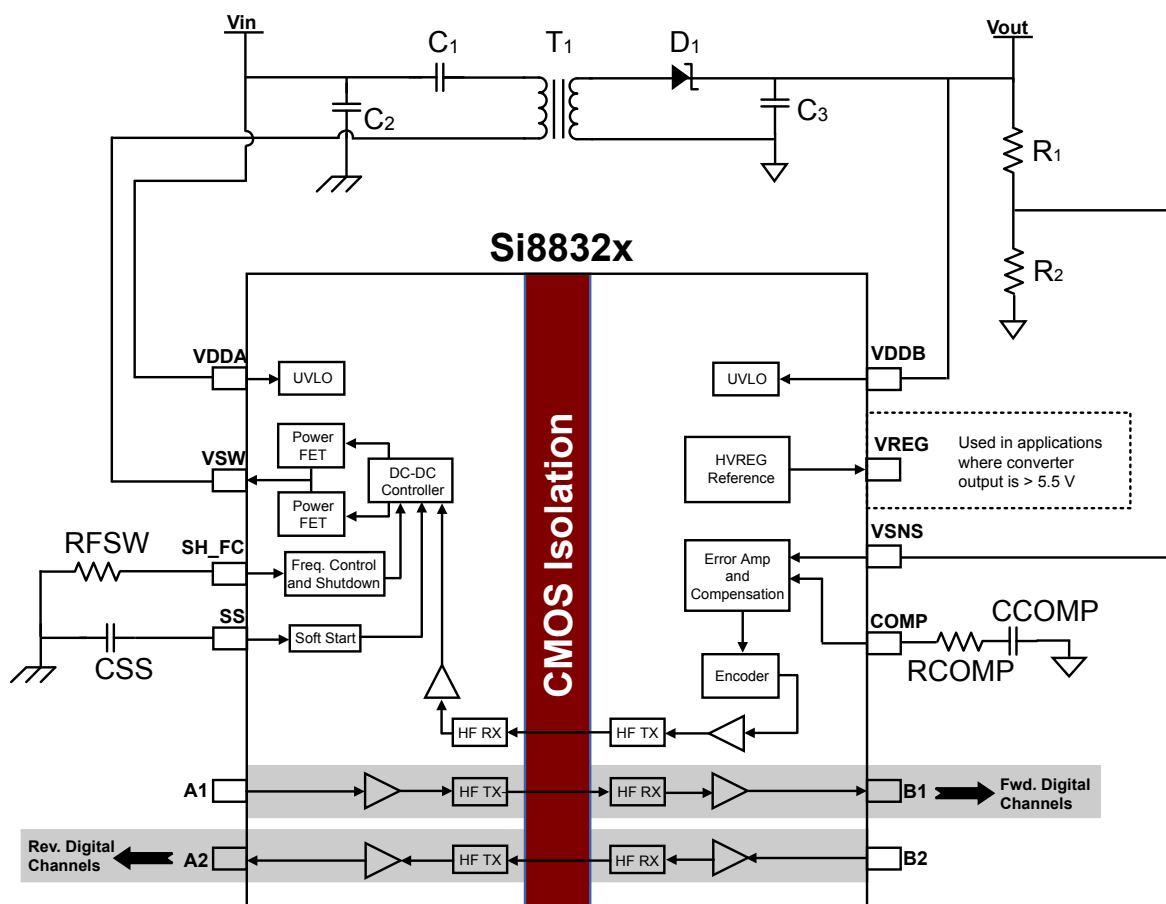 Vin
C1
T1
D1
Vout
C2
C3
R1
R2
Si8832x
VDDA
UVLO
UVLO
VDDB
CMOS Isolation
Power
FET
VSW
DC-DC
Controller
Power
FET
HVREG
Reference
VREG
Used in applications
where converter
output is > 5.5 V
RFSW
SH_FC
Freq. Control
and Shutdown
Error Amp
and
Compensation
VSNS
SS
Soft Start
CSS
COMP
CCOMP
RCOMP
Encoder
HF RX
HF TX
A1
HF TX
HF RX
B1
Fwd. Digital
Channels
Rev. Digital
Channels
A2
HF TX
HF RX
B2